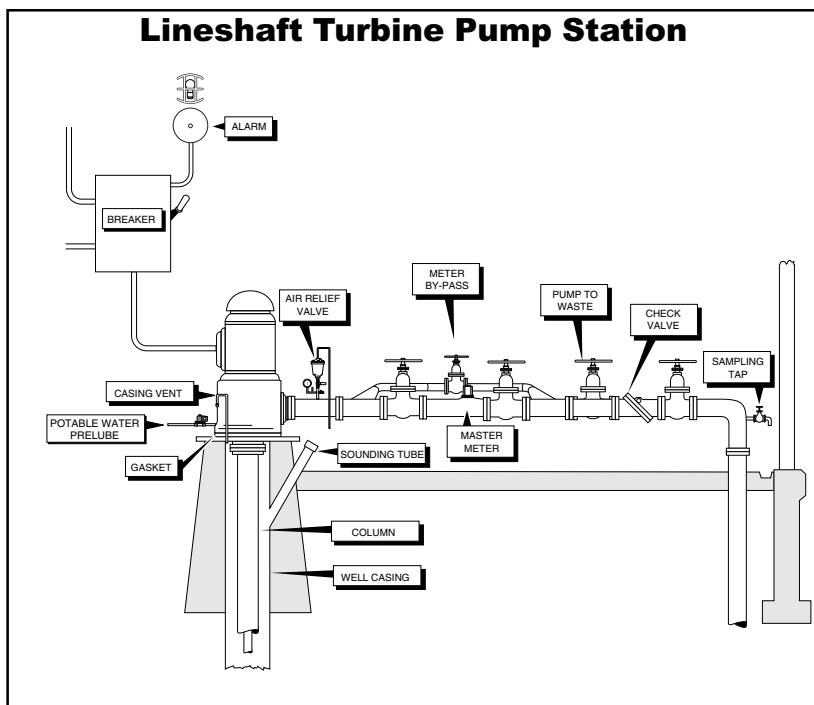 Lineshaft Turbine Pump Station
ALARM
BREAKER
METER
BY-PASS
AIR RELIEF
VALVE
PUMP TO
WASTE
CHECK
VALVE
SAMPLING
TAP
CASING VENT
POTABLE WATER
PRELUBE
GASKET
SOUNDING TUBE
MASTER
METER
COLUMN
WELL CASING